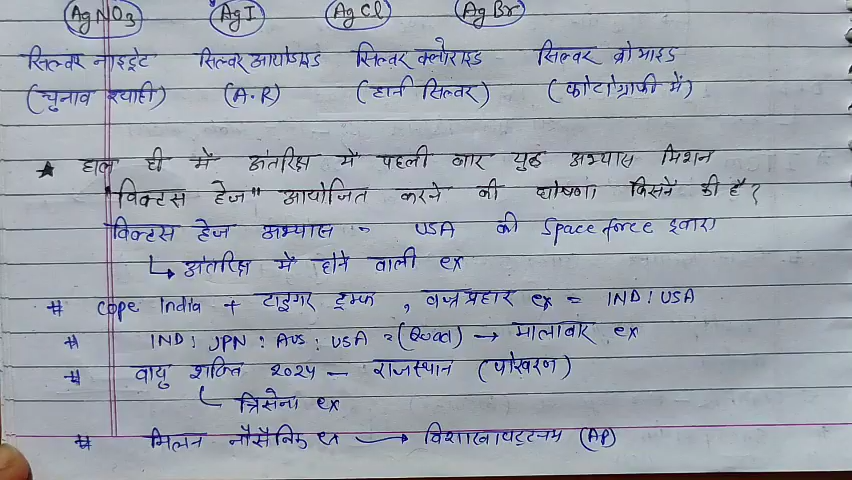 AgNO3 AgI AgCl AgBr
सिल्वर नाइट्रेट सिल्वर आयोडाइड सिल्वर क्लोराइड सिल्वर ब्रोमाइड
(चुनाव स्याही) (A.R) (हार्न सिल्वर) (फोटोग्राफी में)
★ हाल ही में अंतरिक्ष में पहली बार युद्ध अभ्यास मिशन
"विक्टस हेज" आयोजित करने की घोषणा किसने की है?
विक्टस हेज अभ्यास = USA की Space force द्वारा
↳ अंतरिक्ष में होने वाली ex
# Cope India + टाइगर ट्रम्फ, वज्रप्रहार ex = IND : USA
# IND : JPN : AUS : USA = (Quad) → मालाबार ex
# वायु शक्ति २०२४ – राजस्थान (पोखरण)
त्रिसेना ex
# मिलन नौसैनिक ex → विशाखापट्टनम (AP)